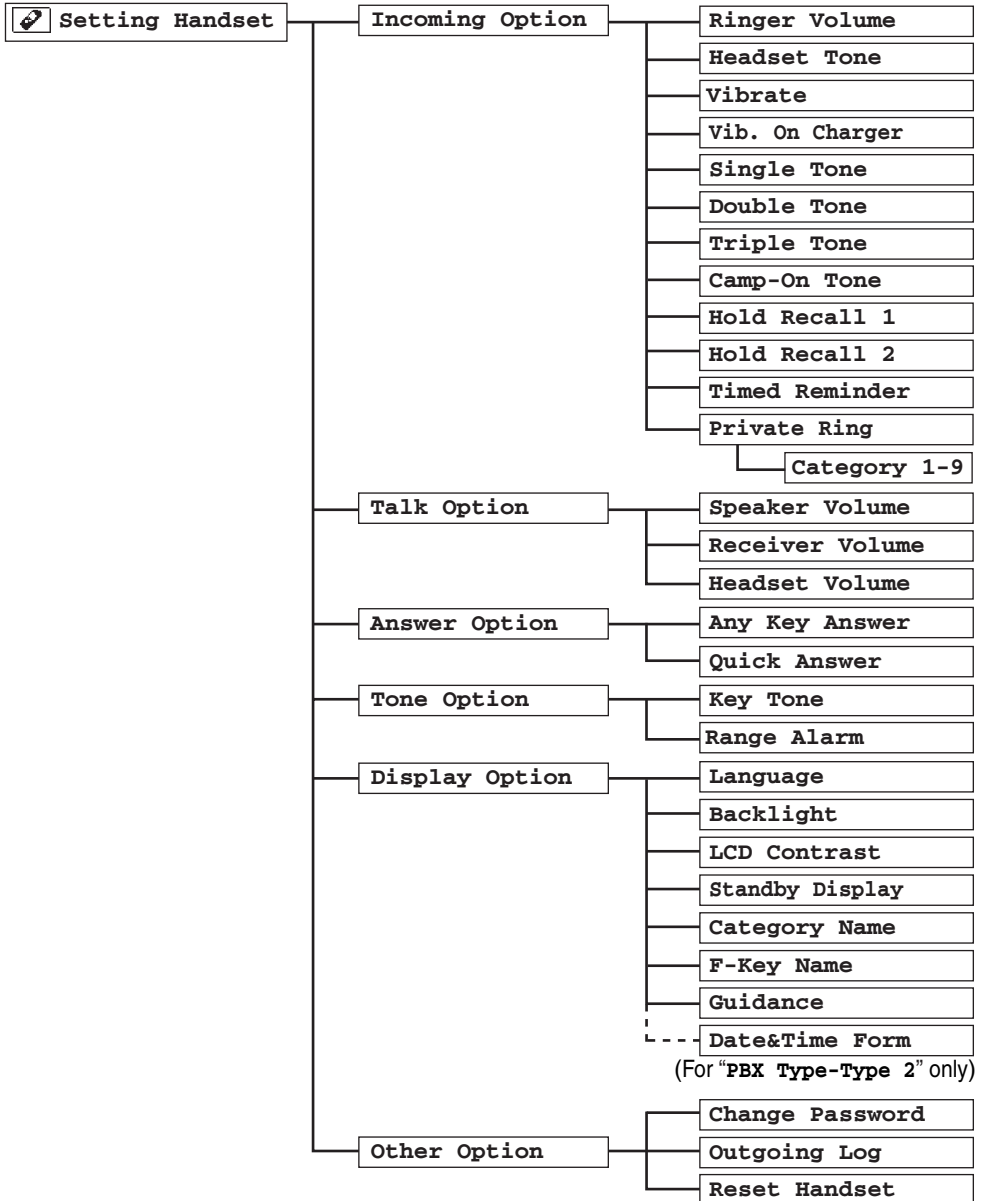 Setting Handset
Incoming Option
Ringer Volume
Headset Tone
Vibrate
Vib. On Charger
Single Tone
Double Tone
Triple Tone
Camp-On Tone
Hold Recall 1
Hold Recall 2
Timed Reminder
Private Ring
Category 1-9
Talk Option
Speaker Volume
Receiver Volume
Headset Volume
Answer Option
Any Key Answer
Quick Answer
Tone Option
Key Tone
Range Alarm
Display Option
Language
Backlight
LCD Contrast
Standby Display
Category Name
F-Key Name
Guidance
Date&Time Form
(For “PBX Type-Type 2” only)
Other Option
Change Password
Outgoing Log
Reset Handset